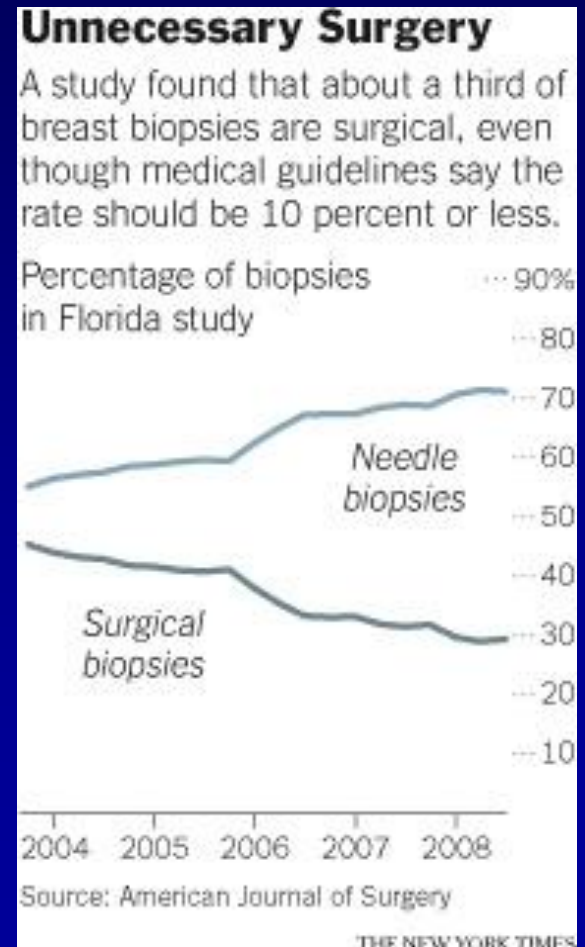 Unnecessary Surgery
A study found that about a third of
breast biopsies are surgical, even
though medical guidelines say the
rate should be 10 percent or less.
Percentage of biopsies
in Florida study
90%
80
70
60
50
40
30
20
10
Needle
biopsies
Surgical
biopsies
2004 2005 2006 2007 2008
Source: American Journal of Surgery
THE NEW YORK TIMES